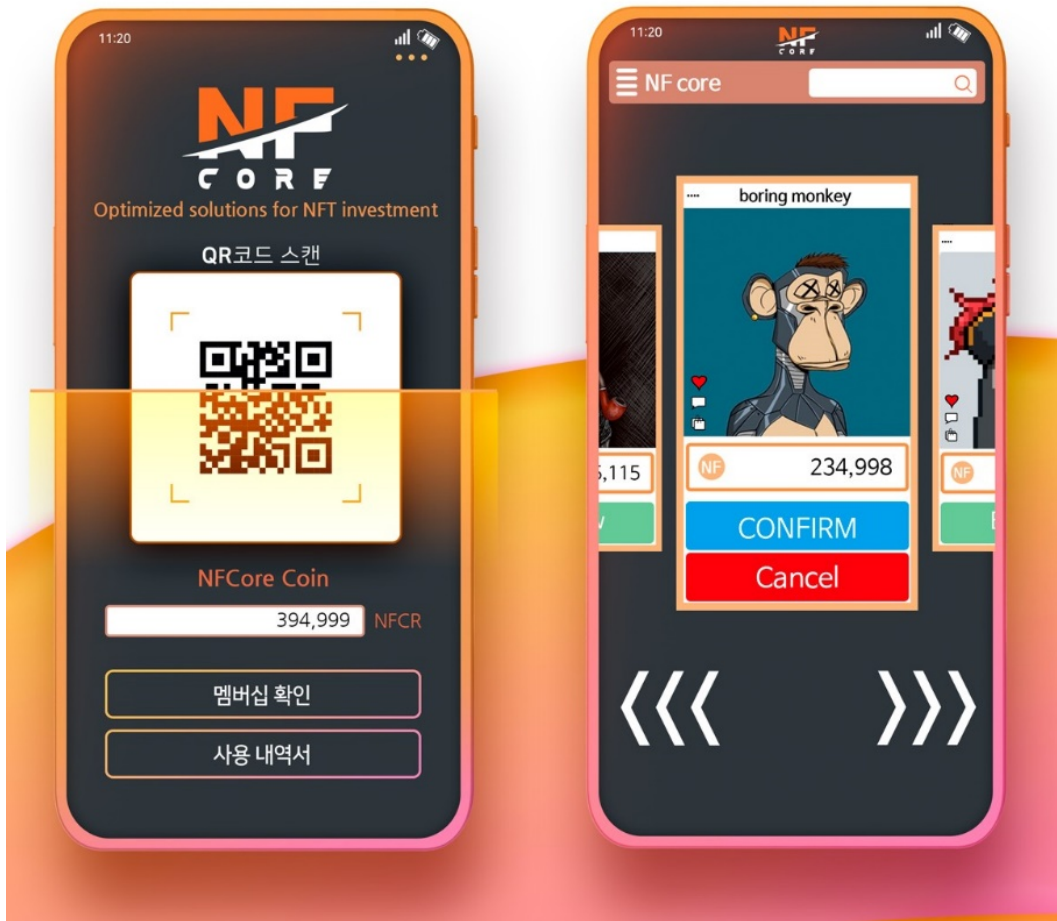 11:20
NF
CORE
Optimized solutions for NFT investment
QR코드 스캔
NFCore Coin
394,999 NFCR
멤버십 확인
사용 내역서
11:20
NF
CORE
NF core
boring monkey
5,115
NF 234,998
NF
CONFIRM
Cancel